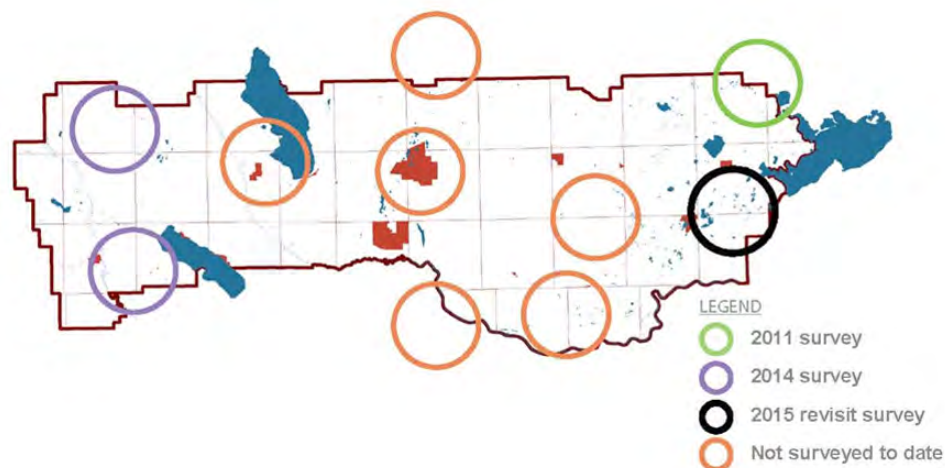 LEGEND
2011 survey
2014 survey
2015 revisit survey
Not surveyed to date